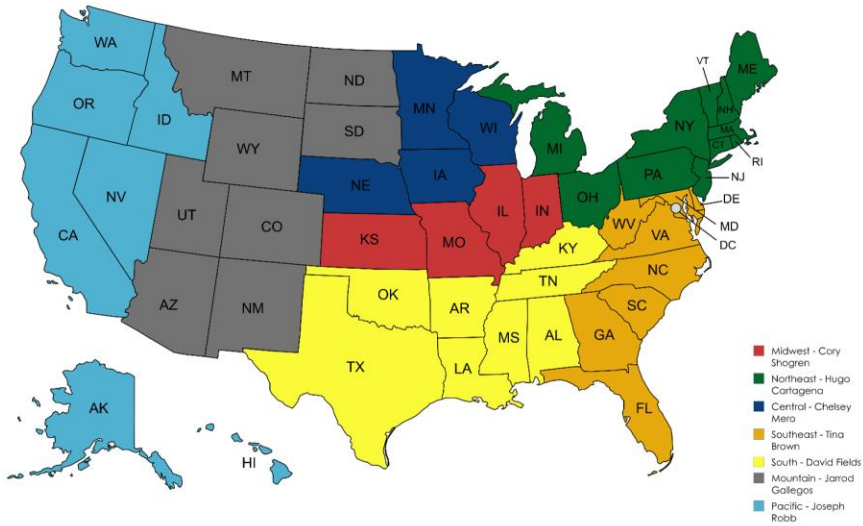 WA
OR
ID
MT
ND
MN
WI
SD
WY
NV
CA
UT
CO
NE
IA
KS
MO
IL
IN
MI
OH
AZ
NM
OK
TX
AR
LA
MS
AL
TN
KY
WV
VA
NC
SC
GA
FL
PA
NY
VT
NH
ME
MA
CT
RI
NJ
DE
MD
DC
AK
HI
Midwest - Cory
Shogren
Northeast - Hugo
Cartagena
Central - Chelsey
Mero
Southeast - Tina
Brown
South - David Fields
Mountain - Jarrod
Gallegos
Pacific - Joseph
Robb